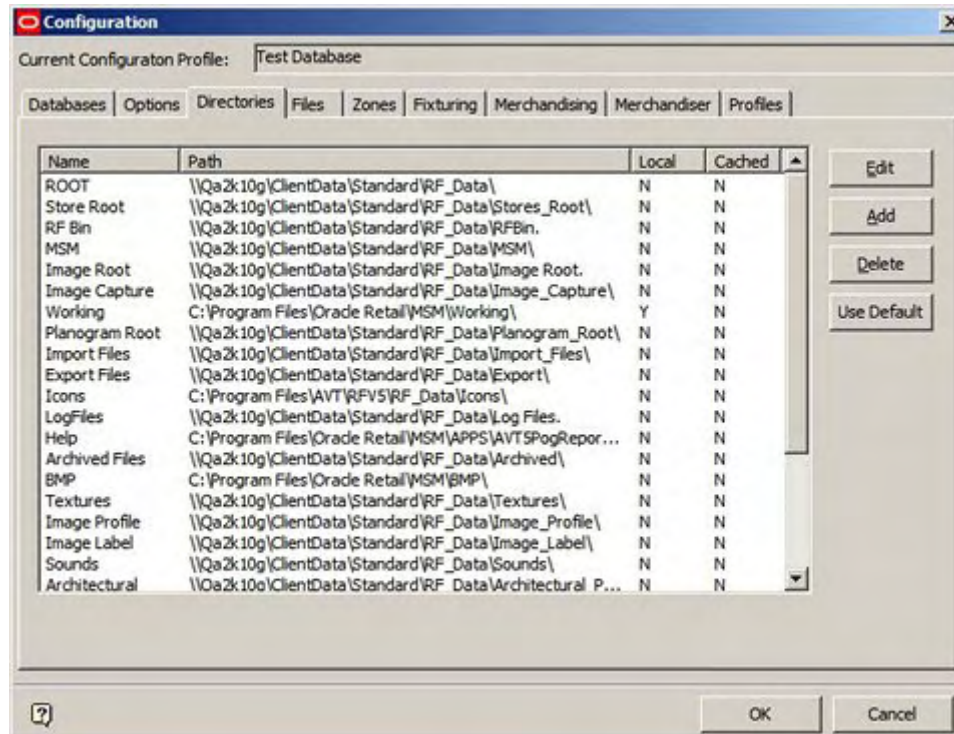 Configuration
Current Configuraton Profile: Test Database
Databases Options Directories Files Zones Fixturing Merchandising Merchandiser Profiles
Name Path Local Cached
ROOT \\Qa2k10g\ClientData\Standard\RF_Data\ N N
Store Root \\Qa2k10g\ClientData\Standard\RF_Data\Stores_Root\ N N
RF Bin \\Qa2k10g\ClientData\Standard\RF_Data\RFBin. N N
MSM \\Qa2k10g\ClientData\Standard\RF_Data\MSM\ N N
Image Root \\Qa2k10g\ClientData\Standard\RF_Data\Image Root. N N
Image Capture \\Qa2k10g\ClientData\Standard\RF_Data\Image_Capture\ N N
Working C:\Program Files\Oracle Retail\MSM\Working\ Y N
Planogram Root \\Qa2k10g\ClientData\Standard\RF_Data\Planogram_Root\ N N
Import Files \\Qa2k10g\ClientData\Standard\RF_Data\Import_Files\ N N
Export Files \\Qa2k10g\ClientData\Standard\RF_Data\Export\ N N
Icons C:\Program Files\AVT\RFV5\RF_Data\Icons\ N N
LogFiles \\Qa2k10g\ClientData\Standard\RF_Data\Log Files. N N
Help C:\Program Files\Oracle Retail\MSM\APPS\AVTSPogRepor... N N
Archived Files \\Qa2k10g\ClientData\Standard\RF_Data\Archived\ N N
BMP C:\Program Files\Oracle Retail\MSM\BMP\ N N
Textures \\Qa2k10g\ClientData\Standard\RF_Data\Textures\ N N
Image Profile \\Qa2k10g\ClientData\Standard\RF_Data\Image_Profile\ N N
Image Label \\Qa2k10g\ClientData\Standard\RF_Data\Image_Label\ N N
Sounds \\Qa2k10g\ClientData\Standard\RF_Data\Sounds\ N N
Architectural \\Qa2k10g\ClientData\Standard\RF_Data\Architectural_P... N N
Edit
Add
Delete
Use Default
OK Cancel